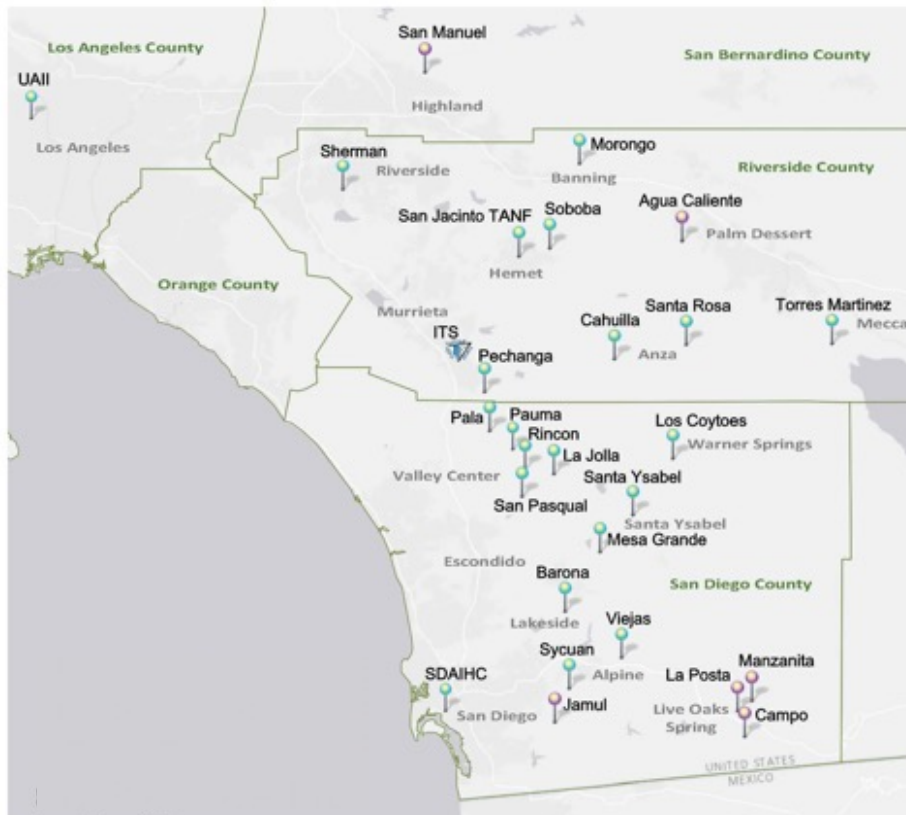 San Manuel
Los Angeles County
San Bernardino County
UAII
Highland
Los Angeles
Sherman
Morongo
Riverside
Riverside County
Banning
Agua Caliente
San Jacinto TANF
Soboba
Palm Dessert
Hemet
Orange County
Murrieta
Cahuilla
Santa Rosa
Torres Martinez
Mecca
ITS
Anza
Pechanga
Pala
Pauma
Los Coytoes
Rincon
Warner Springs
La Jolla
Valley Center
Santa Ysabel
San Pasqual
Santa Ysabel
Mesa Grande
Escondido
Barona
San Diego County
Lakeside
Viejas
Sycuan
SDAIHC
Alpine
La Posta
Manzanita
San Diego
Jamul
Live Oaks
Spring
Campo
UNITED STATES
MEXICO